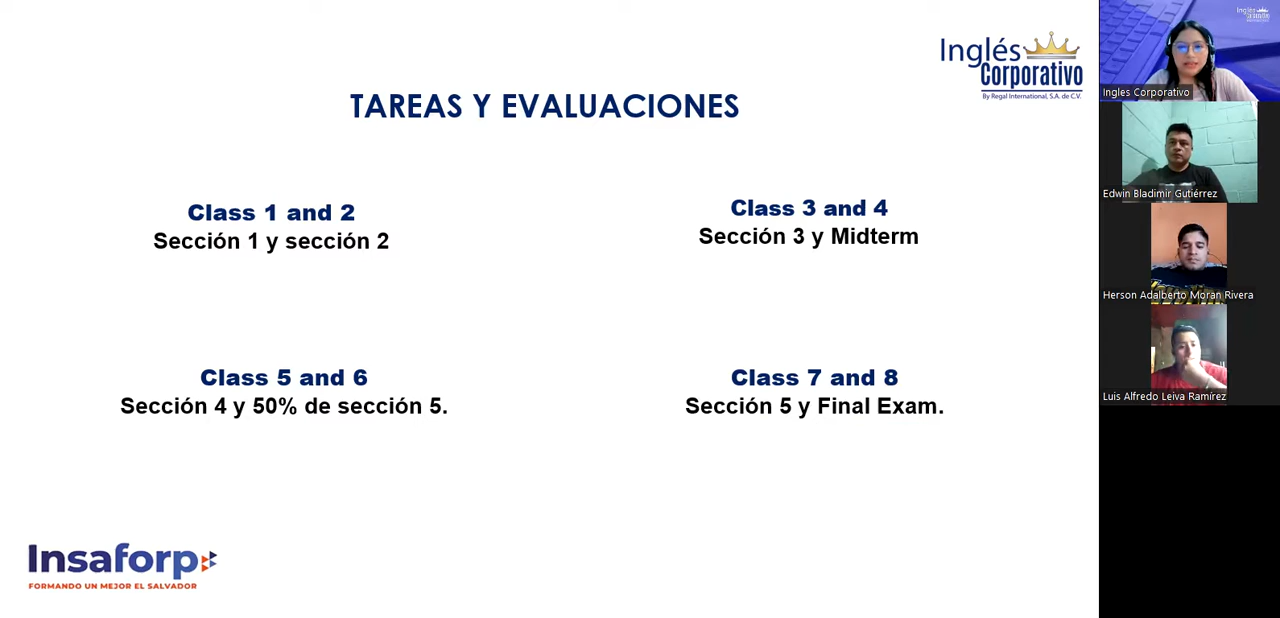 Inglés
Corporativo
By Regal International, S.A. de C.V.
TAREAS Y EVALUACIONES
Class 1 and 2
Sección 1 y sección 2
Class 3 and 4
Sección 3 y Midterm
Class 5 and 6
Sección 4 y 50% de sección 5.
Class 7 and 8
Sección 5 y Final Exam.
Insaforp
FORMANDO UN MEJOR EL SALVADOR
Ingles Corporativo
Edwin Bladimir Gutiérrez
Herson Adalberto Moran Rivera
Luis Alfredo Leiva Ramírez